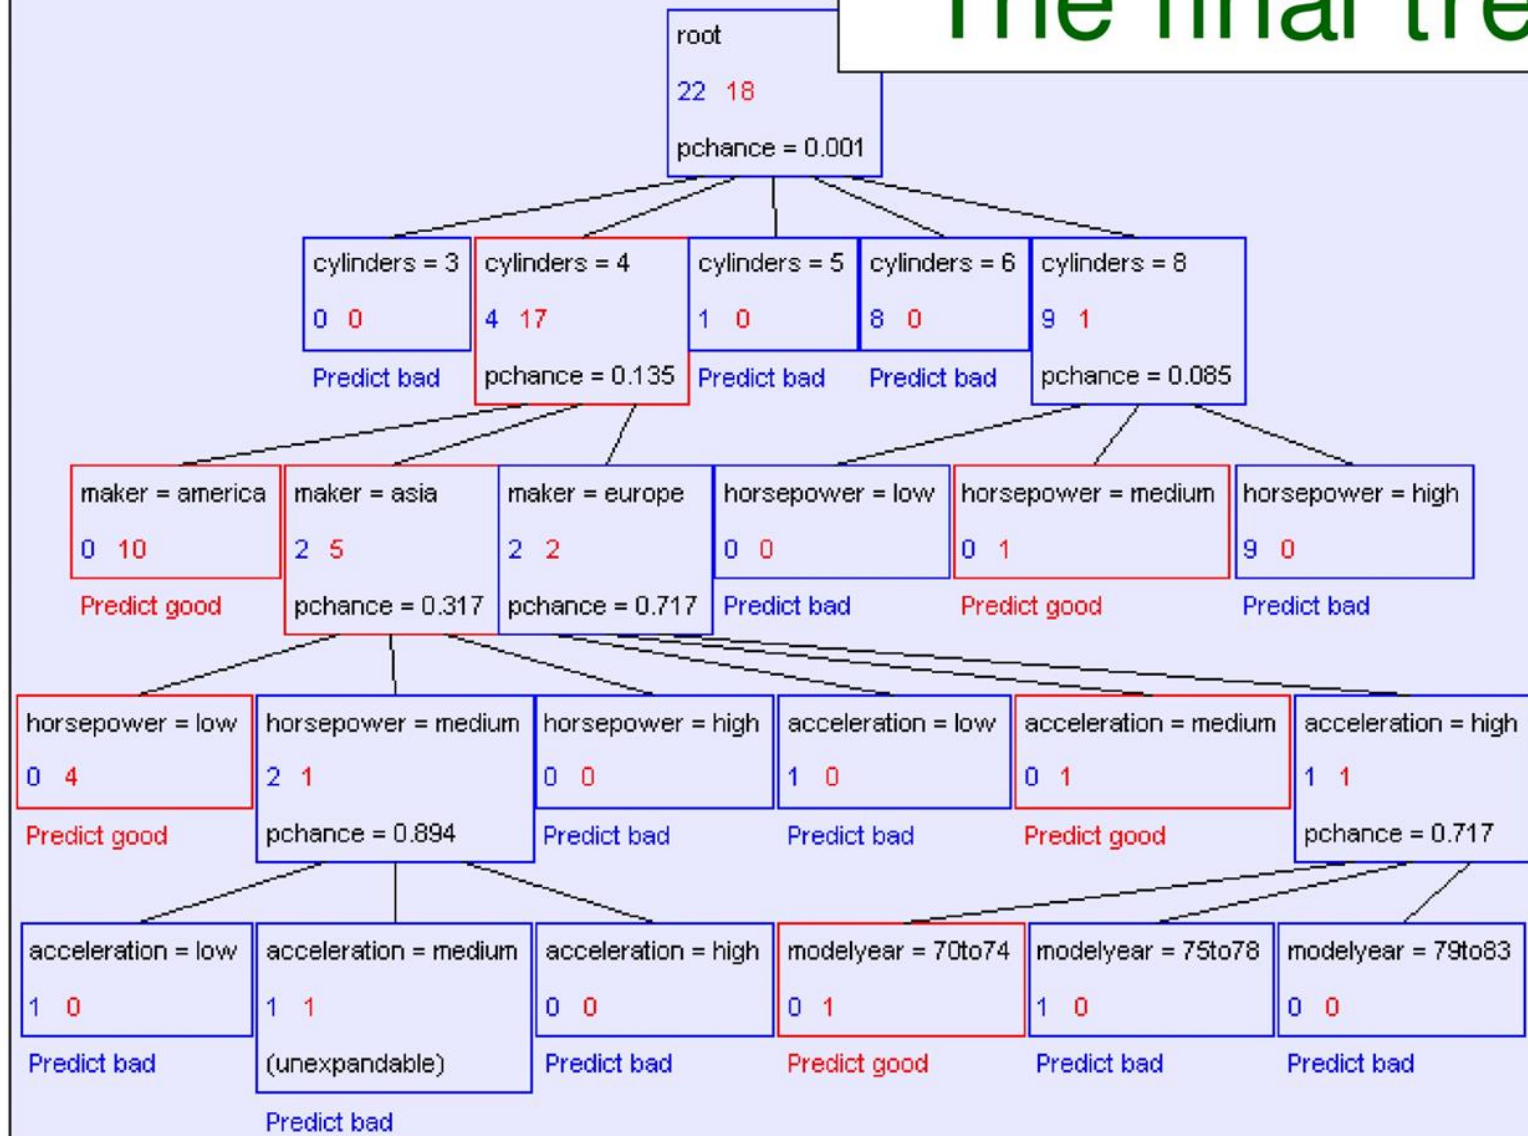 The final tre
root
22 18
pchance = 0.001
cylinders = 3
0 0
Predict bad
cylinders = 4
4 17
pchance = 0.135
cylinders = 5
1 0
Predict bad
cylinders = 6
8 0
Predict bad
cylinders = 8
9 1
pchance = 0.085
maker = america
0 10
Predict good
maker = asia
2 5
pchance = 0.317
maker = europe
2 2
pchance = 0.717
horsepower = low
0 0
Predict bad
horsepower = medium
0 1
Predict good
horsepower = high
9 0
Predict bad
horsepower = low
0 4
Predict good
horsepower = medium
2 1
pchance = 0.894
horsepower = high
0 0
Predict bad
acceleration = low
1 0
Predict bad
acceleration = medium
0 1
Predict good
acceleration = high
1 1
pchance = 0.717
acceleration = low
1 0
Predict bad
acceleration = medium
1 1
(unexpandable)
Predict bad
acceleration = high
0 0
Predict bad
modelyear = 70to74
0 1
Predict good
modelyear = 75to78
1 0
Predict bad
modelyear = 79to83
0 0
Predict bad